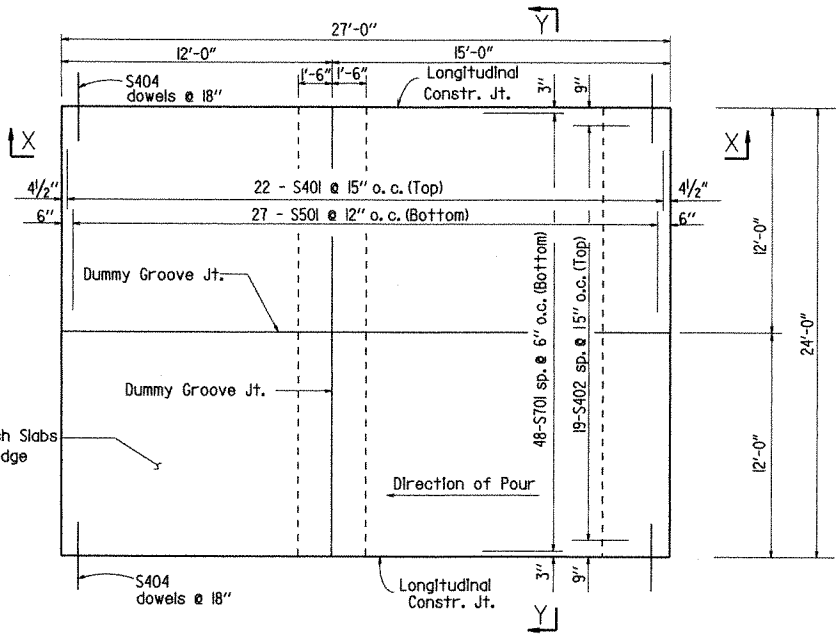 Y
27'-0"
12'-0"
15'-0"
1'-6"
1'-6"
S404
dowels @ 18"
Longitudinal
Constr. Jt.
3"
9"
X
X
4½"
22 - S401 @ 15" o. c. (Top)
4½"
6"
27 - S501 @ 12" o. c. (Bottom)
6"
12'-0"
Dummy Groove Jt.
48-S701 sp. @ 6" o.c. (Bottom)
19-S402 sp. @ 15" o.c. (Top)
24'-0"
Dummy Groove Jt.
ch Slabs
dge
Direction of Pour
12'-0"
S404
dowels @ 18"
Longitudinal
Constr. Jt.
3"
9"
Y